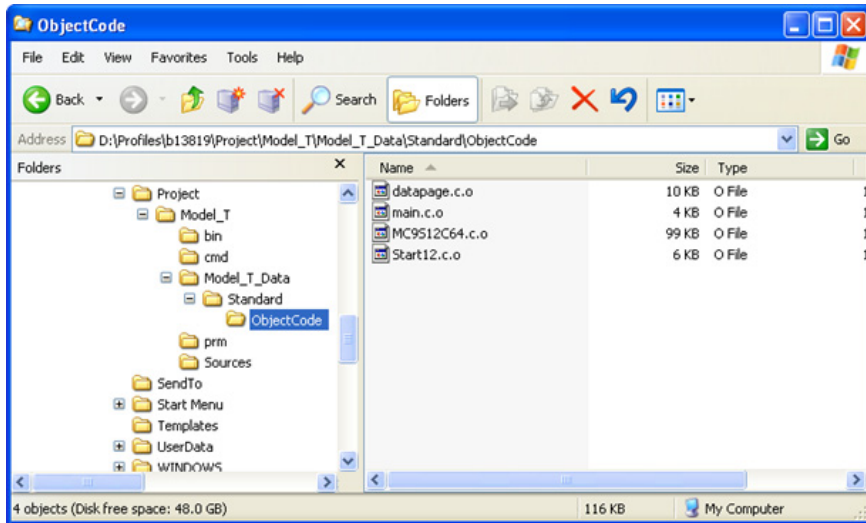 ObjectCode
File Edit View Favorites Tools Help
Back Search Folders
Address D:\Profiles\b13819\Project\Model_T\Model_T_Data\Standard\ObjectCode Go
Folders
Project
Model_T
bin
cmd
Model_T_Data
Standard
ObjectCode
prm
Sources
SendTo
Start Menu
Templates
UserData
WINDOWS
Name Size Type
datapage.c.o 10 KB O File
main.c.o 4 KB O File
MC9S12C64.c.o 99 KB O File
Start12.c.o 6 KB O File
4 objects (Disk free space: 48.0 GB) 116 KB My Computer